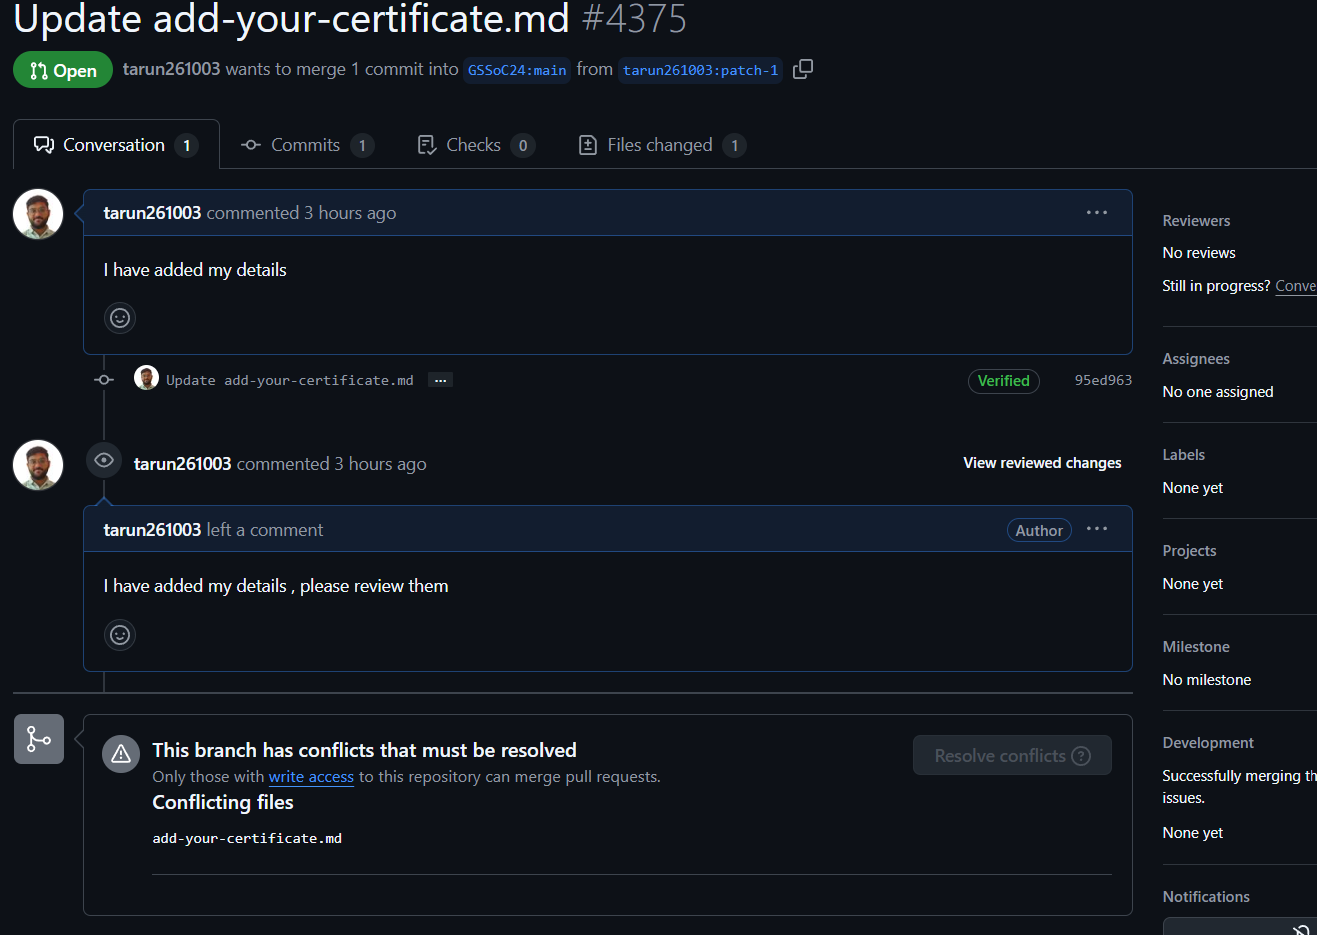 Update add-your-certificate.md #4375
Open tarun261003 wants to merge 1 commit into GSSoC24:main from tarun261003:patch-1
Conversation 1 Commits 1 Checks 0 Files changed 1
tarun261003 commented 3 hours ago
I have added my details
Update add-your-certificate.md ... Verified 95ed963
tarun261003 commented 3 hours ago View reviewed changes
tarun261003 left a comment Author
I have added my details , please review them
This branch has conflicts that must be resolved
Only those with write access to this repository can merge pull requests.
Resolve conflicts
Conflicting files
add-your-certificate.md
Reviewers
No reviews
Still in progress? Conve
Assignees
No one assigned
Labels
None yet
Projects
None yet
Milestone
No milestone
Development
Successfully merging th
issues.
None yet
Notifications